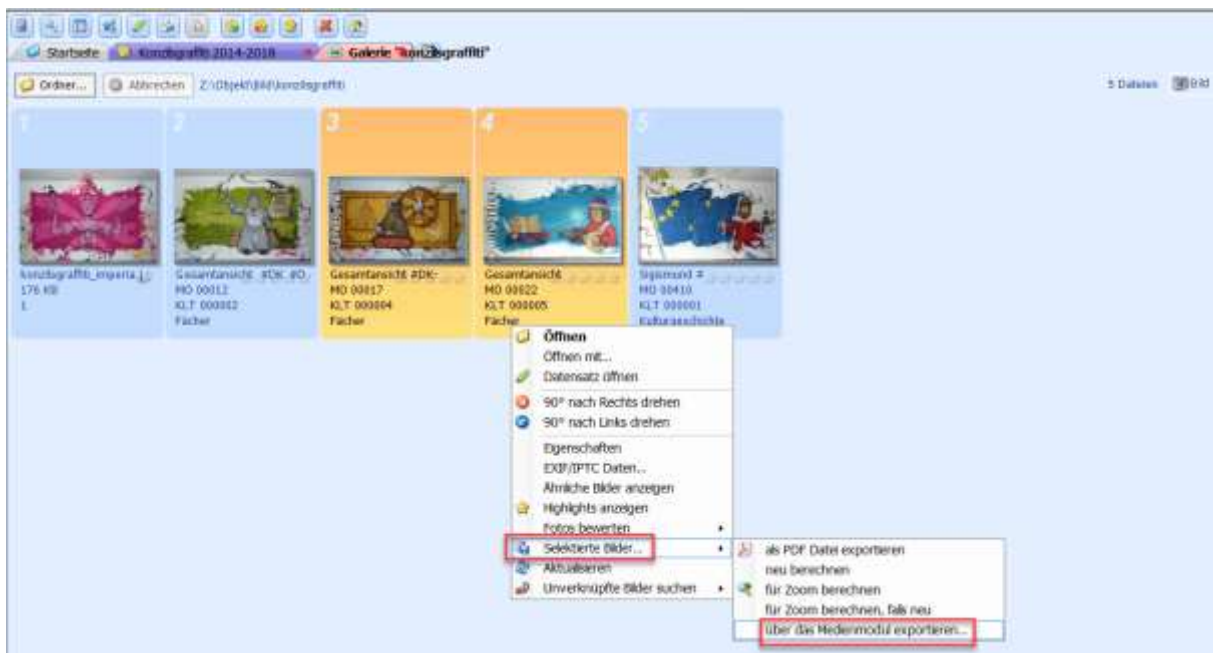 Startseite Konzilsgraffiti 2014-2018 Galerie "konzilsgraffiti"
Ordner... Abbrechen Z:\Objekt\Bild\konzilsgraffiti 5 Dateien Bild
1 2 3 4 5
konzilsgraffiti_imperia.j
176 KB
1
Gesamtansicht #DK #O
MO 00012
KLT 000002
Fächer
Gesamtansicht #DK-
MO 00017
KLT 000004
Fächer
Gesamtansicht
MO 00022
KLT 000005
Fächer
Sigismund #
MO 00410
KLT 000001
Kulturgeschichte
Öffnen
Öffnen mit...
Datensatz öffnen
90° nach Rechts drehen
90° nach Links drehen
Eigenschaften
EXIF/IPTC Daten...
Ähnliche Bilder anzeigen
Highlights anzeigen
Fotos bewerten
Selektierte Bilder...
Aktualisieren
Unverknüpfte Bilder suchen
als PDF Datei exportieren
neu berechnen
für Zoom berechnen
für Zoom berechnen, falls neu
über das Medienmodul exportieren...